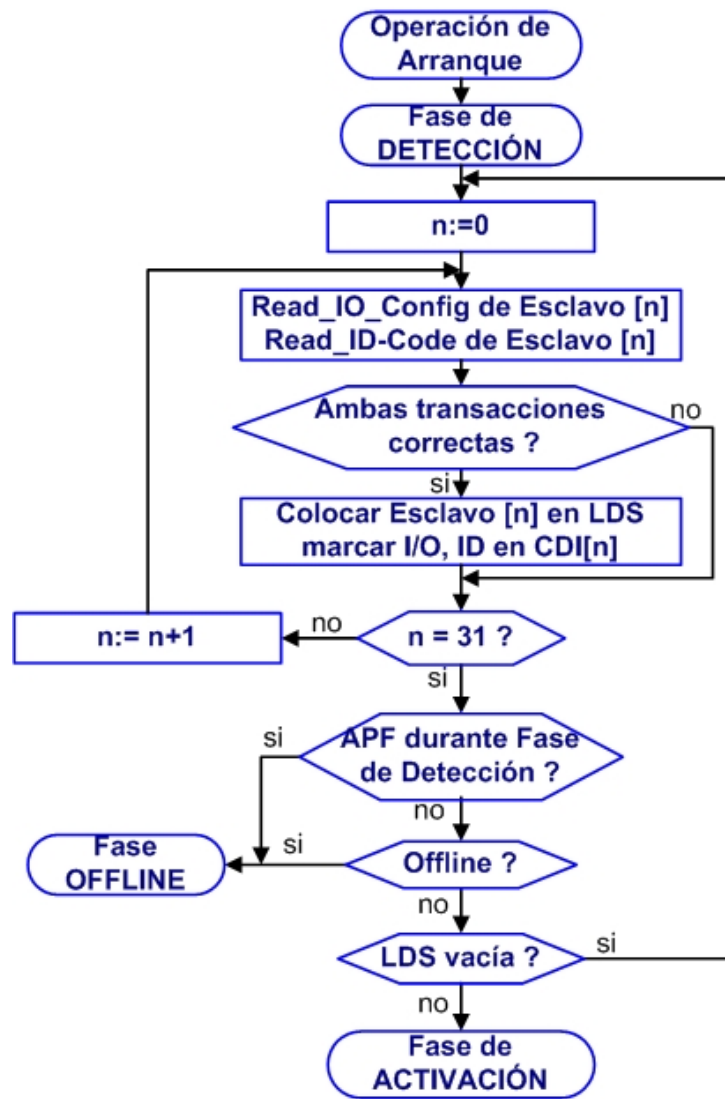 Operación de
Arranque
Fase de
DETECCIÓN
n:=0
Read_IO_Config de Esclavo [n]
Read_ID-Code de Esclavo [n]
Ambas transacciones
correctas ?
no
si
Colocar Esclavo [n] en LDS
marcar I/O, ID en CDI[n]
n:= n+1
no
n = 31 ?
si
si
APF durante Fase
de Detección ?
no
Fase
OFFLINE
si
Offline ?
no
LDS vacía ?
si
no
Fase de
ACTIVACIÓN